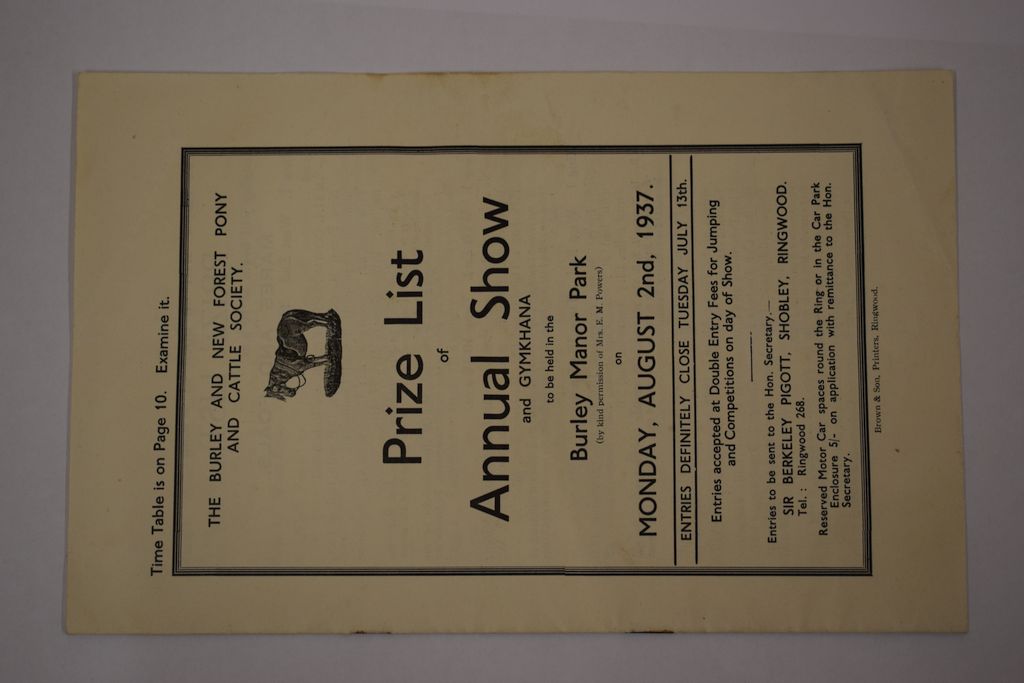 Time Table is on Page 10. Examine it.
THE BURLEY AND NEW FOREST PONY
AND CATTLE SOCIETY.
Prize List
of
Annual Show
and GYMKHANA
to be held in the
Burley Manor Park
(by kind permission of Mrs. E. M. Powers)
on
MONDAY, AUGUST 2nd, 1937.
ENTRIES DEFINITELY CLOSE TUESDAY JULY 13th.
Entries accepted at Double Entry Fees for Jumping
and Competitions on day of Show.
Entries to be sent to the Hon. Secretary.—
SIR BERKELEY PIGOTT, SHOBLEY, RINGWOOD.
Tel. : Ringwood 268.
Reserved Motor Car spaces round the Ring or in the Car Park
Enclosure 5/- on application with remittance to the Hon.
Secretary.
Brown & Son, Printers, Ringwood.